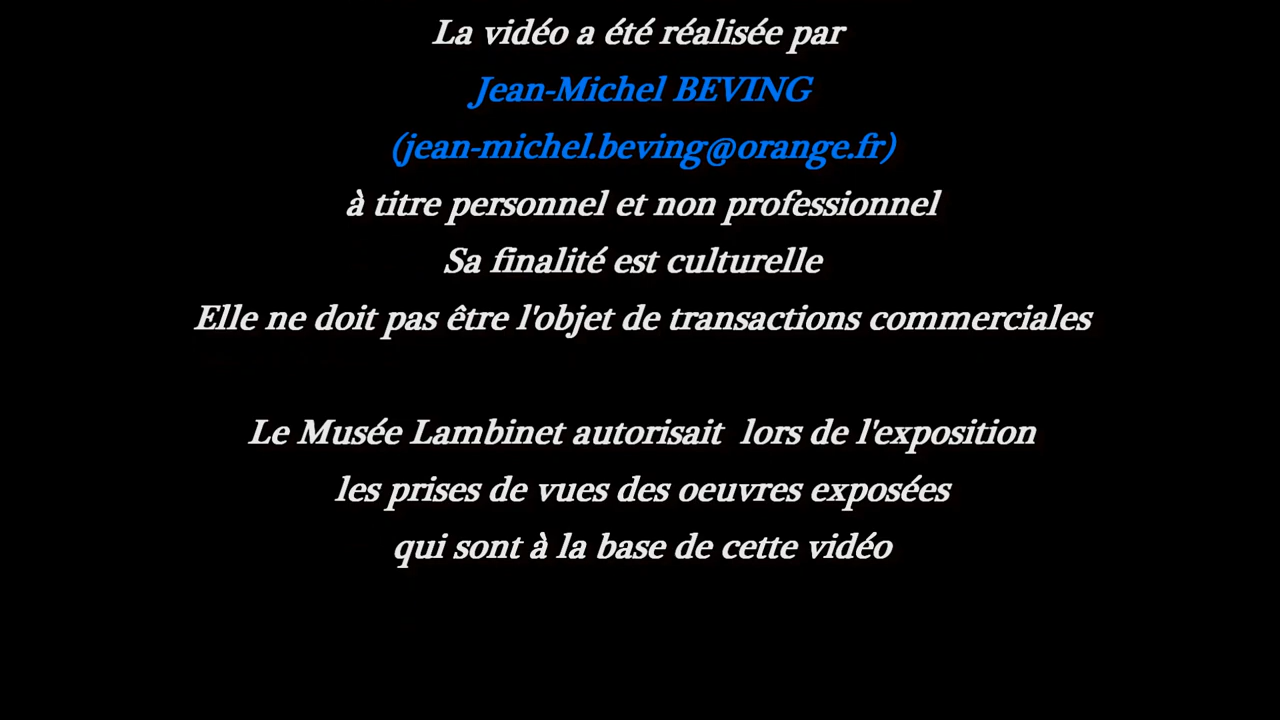 La vidéo a été réalisée par
Jean-Michel BEVING
(jean-michel.beving@orange.fr)
à titre personnel et non professionnel
Sa finalité est culturelle
Elle ne doit pas être l'objet de transactions commerciales
Le Musée Lambinet autorisait  lors de l'exposition
les prises de vues des oeuvres exposées
qui sont à la base de cette vidéo